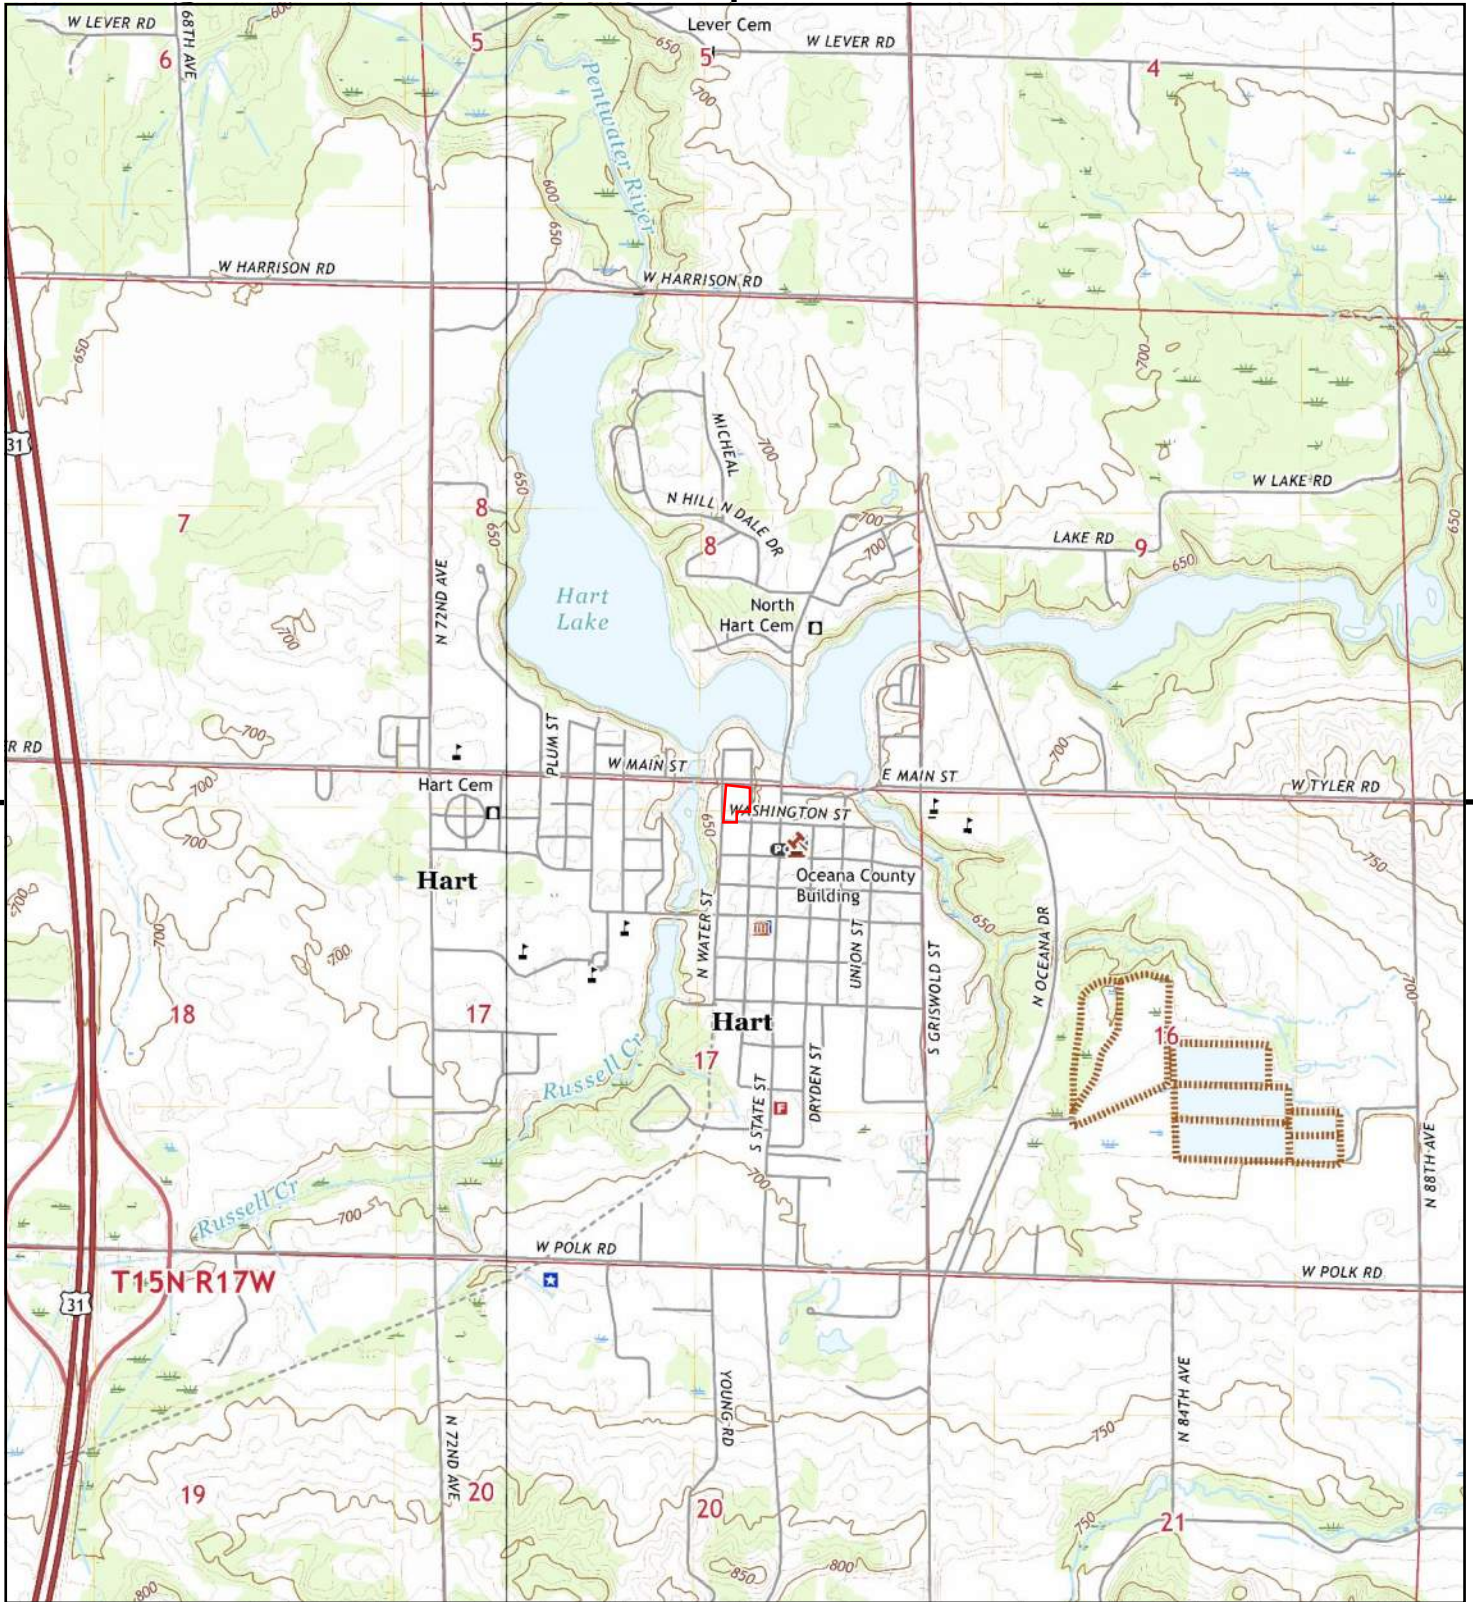 W LEVER RD
68TH AVE
600
6
5
Lever Cem
650
5
W LEVER RD
4
700
Pentwater River
600
650
W HARRISON RD
W HARRISON RD
650
700
31
MICHEAL
700
N HILL N DALE DR
650
8
650
7
700
700
8
W LAKE RD
LAKE RD
9
650
650
N 72ND AVE
Hart
Lake
North
Hart Cem
700
700
PLUM ST
700
R RD
W MAIN ST
E MAIN ST
W TYLER RD
700
Hart Cem
WASHINGTON ST
650
700
750
P
Oceana County
Building
Hart
700
700
700
N WATER ST
UNION ST
650
N OCEANA DR
S GRISWOLD ST
700
18
17
Hart
16
17
Russell Cr
S STATE ST
DRYDEN ST
F
N 88TH AVE
700
Russell Cr
700
W POLK RD
W POLK RD
T15N R17W
31
YOUNG RD
N 84TH AVE
N 72ND AVE
750
19
20
20
750
21
800
850
800